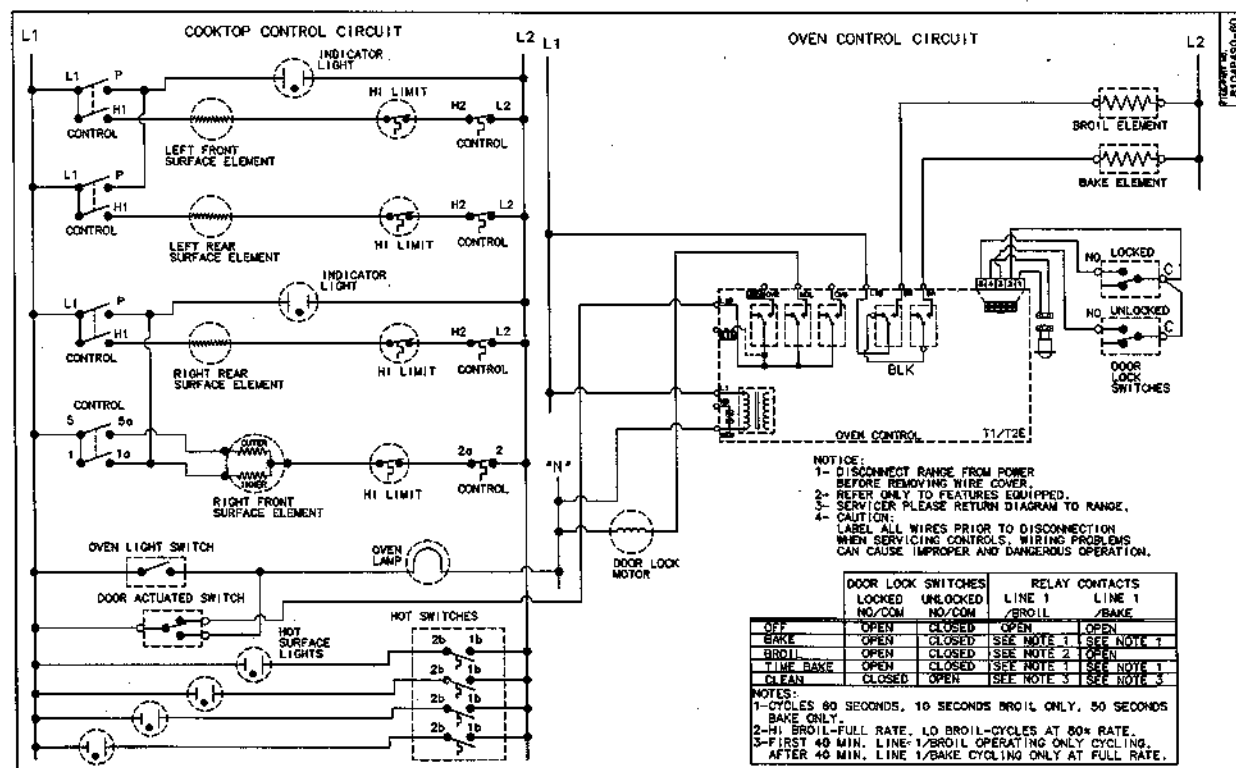 COOKTOP CONTROL CIRCUIT
OVEN CONTROL CIRCUIT
L1
L2
L1
L2
INDICATOR
LIGHT
L1
P
H1
CONTROL
HI LIMIT
H2
L2
CONTROL
LEFT FRONT
SURFACE ELEMENT
L1
P
H1
CONTROL
H2
L2
HI LIMIT
CONTROL
LEFT REAR
SURFACE ELEMENT
INDICATOR
LIGHT
L1
P
H1
CONTROL
H2
L2
HI LIMIT
CONTROL
RIGHT REAR
SURFACE ELEMENT
CONTROL
5
5a
1
1a
OUTER
INNER
2a
2
HI LIMIT
CONTROL
RIGHT FRONT
SURFACE ELEMENT
OVEN LIGHT SWITCH
OVEN
LAMP
DOOR ACTUATED SWITCH
HOT
SURFACE
LIGHTS
HOT SWITCHES
2b
1b
2b
1b
2b
1b
2b
1b
BROIL ELEMENT
BAKE ELEMENT
NO
LOCKED
C
NO
UNLOCKED
C
DOOR
LOCK
SWITCHES
BLK
L1
OVEN CONTROL
T1/T2E
"N"
DOOR LOCK
MOTOR
NOTICE:
1- DISCONNECT RANGE FROM POWER
BEFORE REMOVING WIRE COVER.
2- REFER ONLY TO FEATURES EQUIPPED.
3- SERVICER PLEASE RETURN DIAGRAM TO RANGE.
4- CAUTION:
LABEL ALL WIRES PRIOR TO DISCONNECTION
WHEN SERVICING CONTROLS. WIRING PROBLEMS
CAN CAUSE IMPROPER AND DANGEROUS OPERATION.
DOOR LOCK SWITCHES RELAY CONTACTS
LOCKED UNLOCKED LINE 1 LINE 1
NO/COM NO/COM /BROIL /BAKE
OFF OPEN CLOSED OPEN OPEN
BAKE OPEN CLOSED SEE NOTE 1 SEE NOTE 1
BROIL OPEN CLOSED SEE NOTE 2 OPEN
TIME BAKE OPEN CLOSED SEE NOTE 1 SEE NOTE 1
CLEAN CLOSED OPEN SEE NOTE 3 SEE NOTE 3
NOTES:
1-CYCLES 60 SECONDS, 10 SECONDS BROIL ONLY, 50 SECONDS
BAKE ONLY.
2-HI BROIL-FULL RATE, LO BROIL-CYCLES AT 80% RATE.
3-FIRST 40 MIN. LINE-1/BROIL OPERATING ONLY CYCLING.
AFTER 40 MIN. LINE 1/BAKE CYCLING ONLY AT FULL RATE.